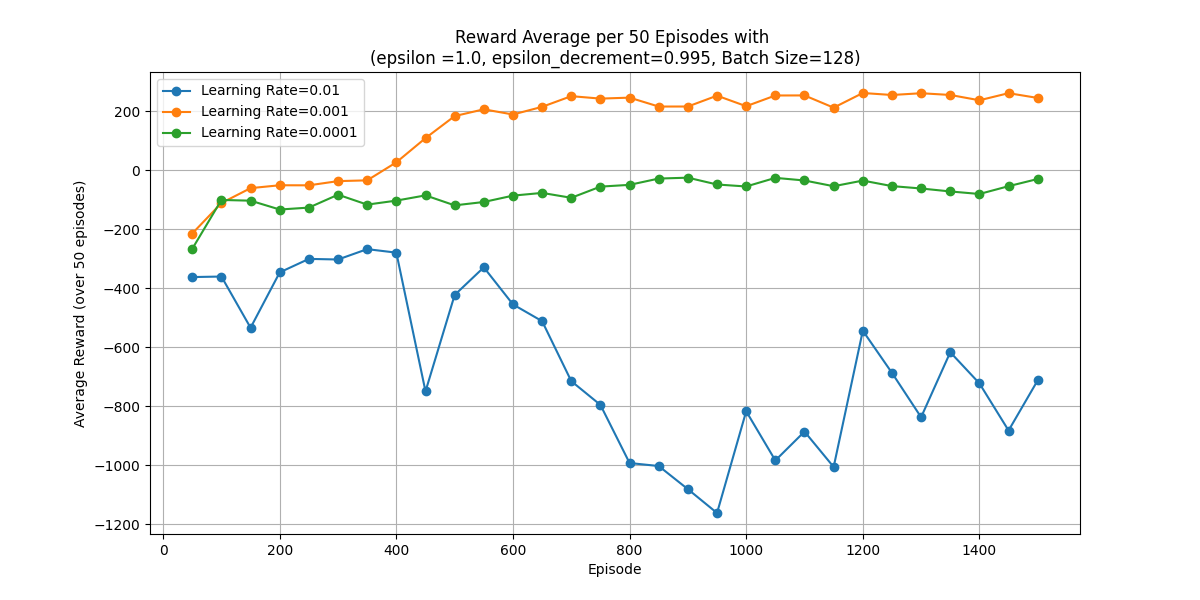 Reward Average per 50 Episodes with
(epsilon =1.0, epsilon_decrement=0.995, Batch Size=128)
Learning Rate=0.01
Learning Rate=0.001
Learning Rate=0.0001
Average Reward (over 50 episodes)
200
0
−200
−400
−600
−800
−1000
−1200
0 200 400 600 800 1000 1200 1400
Episode